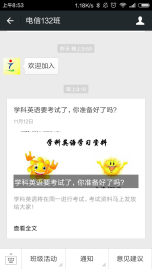 上午8:53
1.18K/s
电信132班
欢迎加入
学科英语要考试了，你准备好了吗？
11月12日
学科英语学习资料
学科英语要考试了，你准备好了吗？
学科英语将在周一进行考试，考试资料马上发放给大家！
查看全文
班级活动
通知
意见建议